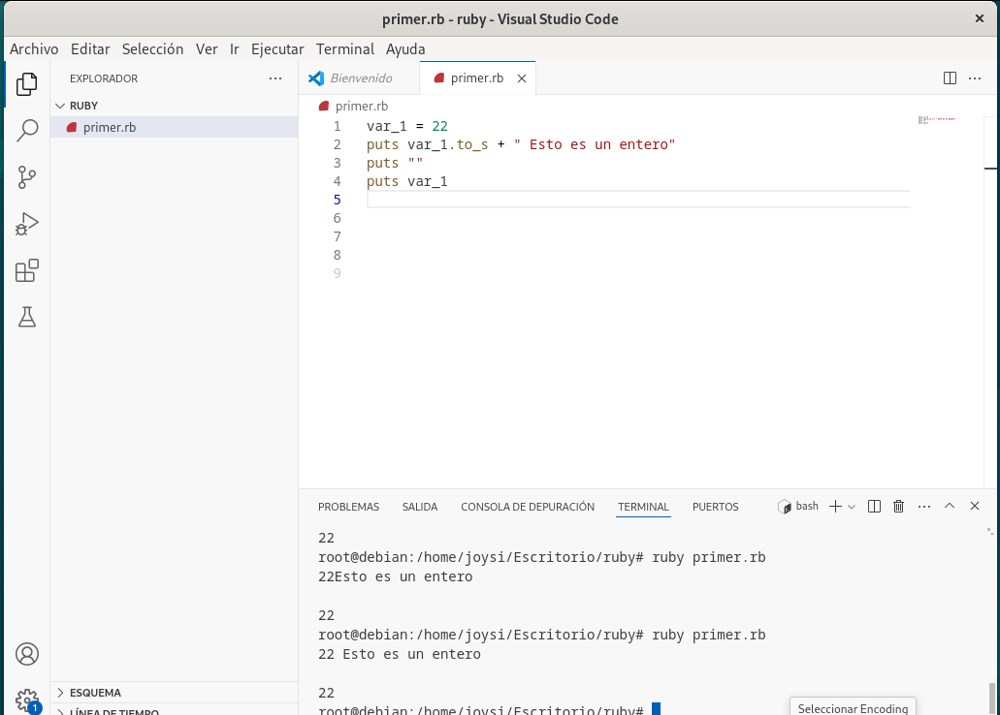 primer.rb - ruby - Visual Studio Code
Archivo Editar Selección Ver Ir Ejecutar Terminal Ayuda
EXPLORADOR
RUBY
primer.rb
Bienvenido primer.rb
primer.rb
1 var_1 = 22
2 puts var_1.to_s + " Esto es un entero"
3 puts ""
4 puts var_1
5
6
7
8
9
PROBLEMAS SALIDA CONSOLA DE DEPURACIÓN TERMINAL PUERTOS bash
22
root@debian:/home/joysi/Escritorio/ruby# ruby primer.rb
22Esto es un entero
22
root@debian:/home/joysi/Escritorio/ruby# ruby primer.rb
22 Esto es un entero
22
root@debian:/home/joysi/Escritorio/ruby#
Seleccionar Encoding
ESQUEMA
LÍNEA DE TIEMPO
1